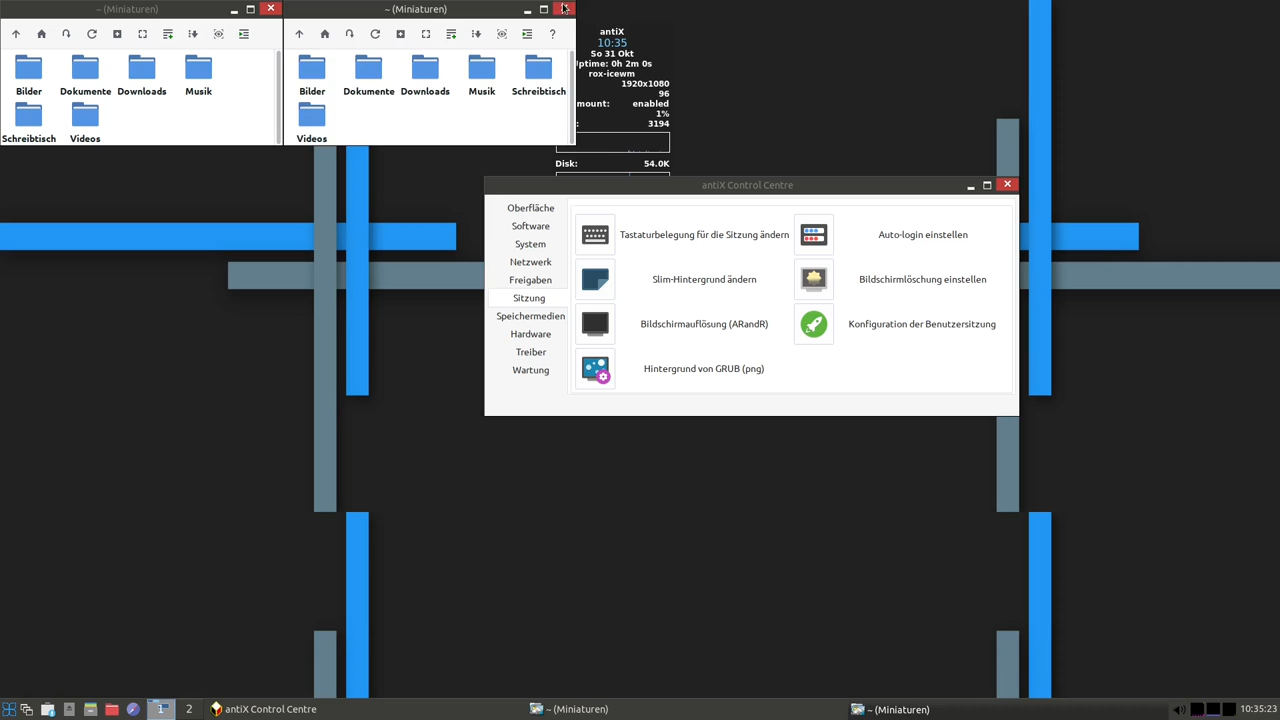 ~ (Miniaturen)
~ (Miniaturen)
?
Bilder Dokumente Downloads Musik
Schreibtisch Videos
Bilder Dokumente Downloads Musik Schreibtisch
Videos
antiX
10:35
So 31 Okt
Uptime: 0h 2m 0s
rox-icewm
1920x1080
96
mount: enabled
1%
: 3194
Disk: 54.0K
antiX Control Centre
Oberfläche
Software
System
Netzwerk
Freigaben
Sitzung
Speichermedien
Hardware
Treiber
Wartung
Tastaturbelegung für die Sitzung ändern
Auto-login einstellen
Slim-Hintergrund ändern
Bildschirmlöschung einstellen
Bildschirmauflösung (ARandR)
Konfiguration der Benutzersitzung
Hintergrund von GRUB (png)
1 2 antiX Control Centre ~ (Miniaturen) ~ (Miniaturen) 10:35:23